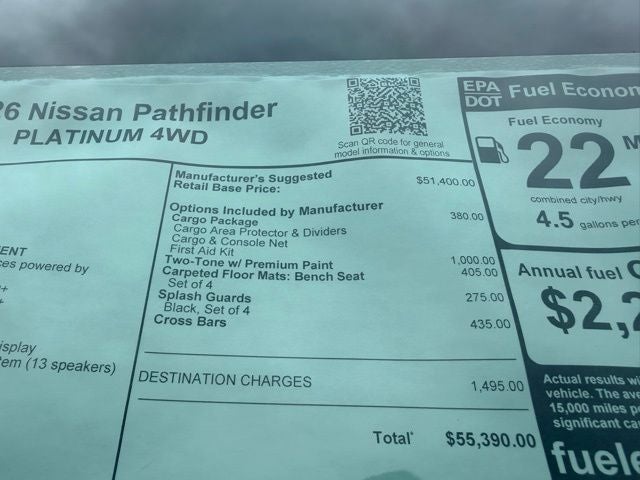 26 Nissan Pathfinder
PLATINUM 4WD
Scan QR code for general
model information & options
EPA
DOT
Fuel Econom
Fuel Economy
22
combined city/hwy
4.5 gallons per
Annual fuel
$2,2
Actual results wi
vehicle. The ave
15,000 miles p
significant ca
fuele
Manufacturer's Suggested
Retail Base Price: $51,400.00
Options Included by Manufacturer
Cargo Package 380.00
Cargo Area Protector & Dividers
Cargo & Console Net
First Aid Kit
Two-Tone w/ Premium Paint 1,000.00
Carpeted Floor Mats: Bench Seat 405.00
Set of 4
Splash Guards 275.00
Black, Set of 4
Cross Bars 435.00
DESTINATION CHARGES 1,495.00
Total* $55,390.00
ENT
ces powered by
isplay
tem (13 speakers)